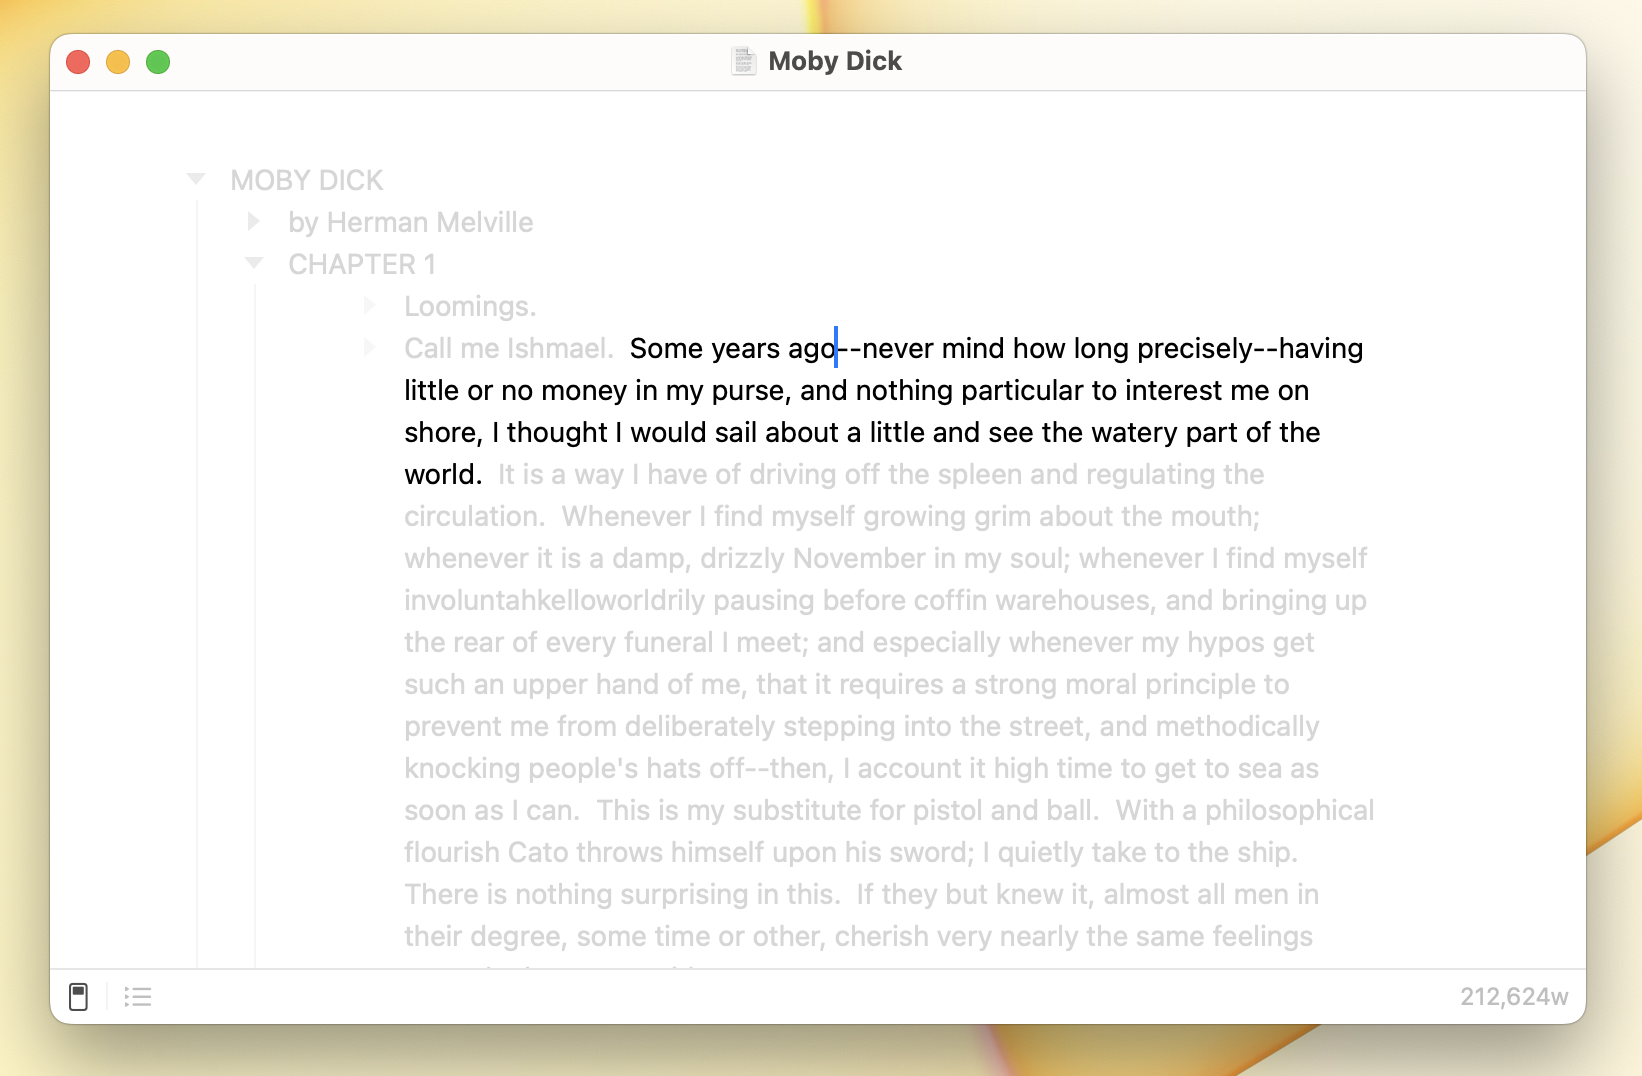 Moby Dick
MOBY DICK
by Herman Melville
CHAPTER 1
Loomings.
Call me Ishmael.  Some years ago--never mind how long precisely--having
little or no money in my purse, and nothing particular to interest me on
shore, I thought I would sail about a little and see the watery part of the
world.  It is a way I have of driving off the spleen and regulating the
circulation.  Whenever I find myself growing grim about the mouth;
whenever it is a damp, drizzly November in my soul; whenever I find myself
involuntahkelloworldrily pausing before coffin warehouses, and bringing up
the rear of every funeral I meet; and especially whenever my hypos get
such an upper hand of me, that it requires a strong moral principle to
prevent me from deliberately stepping into the street, and methodically
knocking people's hats off--then, I account it high time to get to sea as
soon as I can.  This is my substitute for pistol and ball.  With a philosophical
flourish Cato throws himself upon his sword; I quietly take to the ship.
There is nothing surprising in this.  If they but knew it, almost all men in
their degree, some time or other, cherish very nearly the same feelings
212,624w